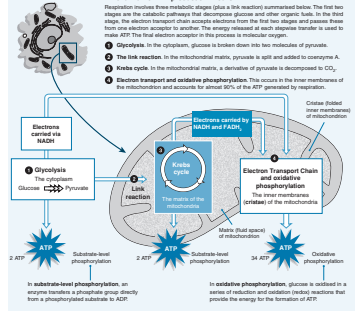 Respiration involves three metabolic stages (plus a link reaction) summarised below. The first two
stages are the catabolic pathways that decompose glucose and other organic fuels. In the third
stage, the electron transport chain accepts electrons from the first two stages and passes these
from one electron acceptor to another. The energy released at each stepwise transfer is used to
make ATP. The final electron acceptor in this process is molecular oxygen.
1 Glycolysis. In the cytoplasm, glucose is broken down into two molecules of pyruvate.
2 The link reaction. In the mitochondrial matrix, pyruvate is split and added to coenzyme A.
3 Krebs cycle. In the mitochondrial matrix, a derivative of pyruvate is decomposed to CO₂.
4 Electron transport and oxidative phosphorylation. This occurs in the inner membranes of
the mitochondrion and accounts for almost 90% of the ATP generated by respiration.
Cristae (folded
inner membranes)
of mitochondrion
Electrons
carried via
NADH
Electrons carried by
NADH and FADH₂
1 Glycolysis
The cytoplasm
Glucose Pyruvate
2
Link
reaction
3
Krebs
cycle
The matrix of the
mitochondria
4
Electron Transport Chain
and oxidative
phosphorylation
The inner membranes
(cristae) of the mitochondria
Matrix (fluid space)
of mitochondrion
ATP
2 ATP
Substrate-level
phosphorylation
ATP
2 ATP
Substrate-level
phosphorylation
ATP
34 ATP
Oxidative
phosphorylation
In substrate-level phosphorylation, an
enzyme transfers a phosphate group directly
from a phosphorylated substrate to ADP.
In oxidative phosphorylation, glucose is oxidised in a
series of reduction and oxidation (redox) reactions that
provide the energy for the formation of ATP.